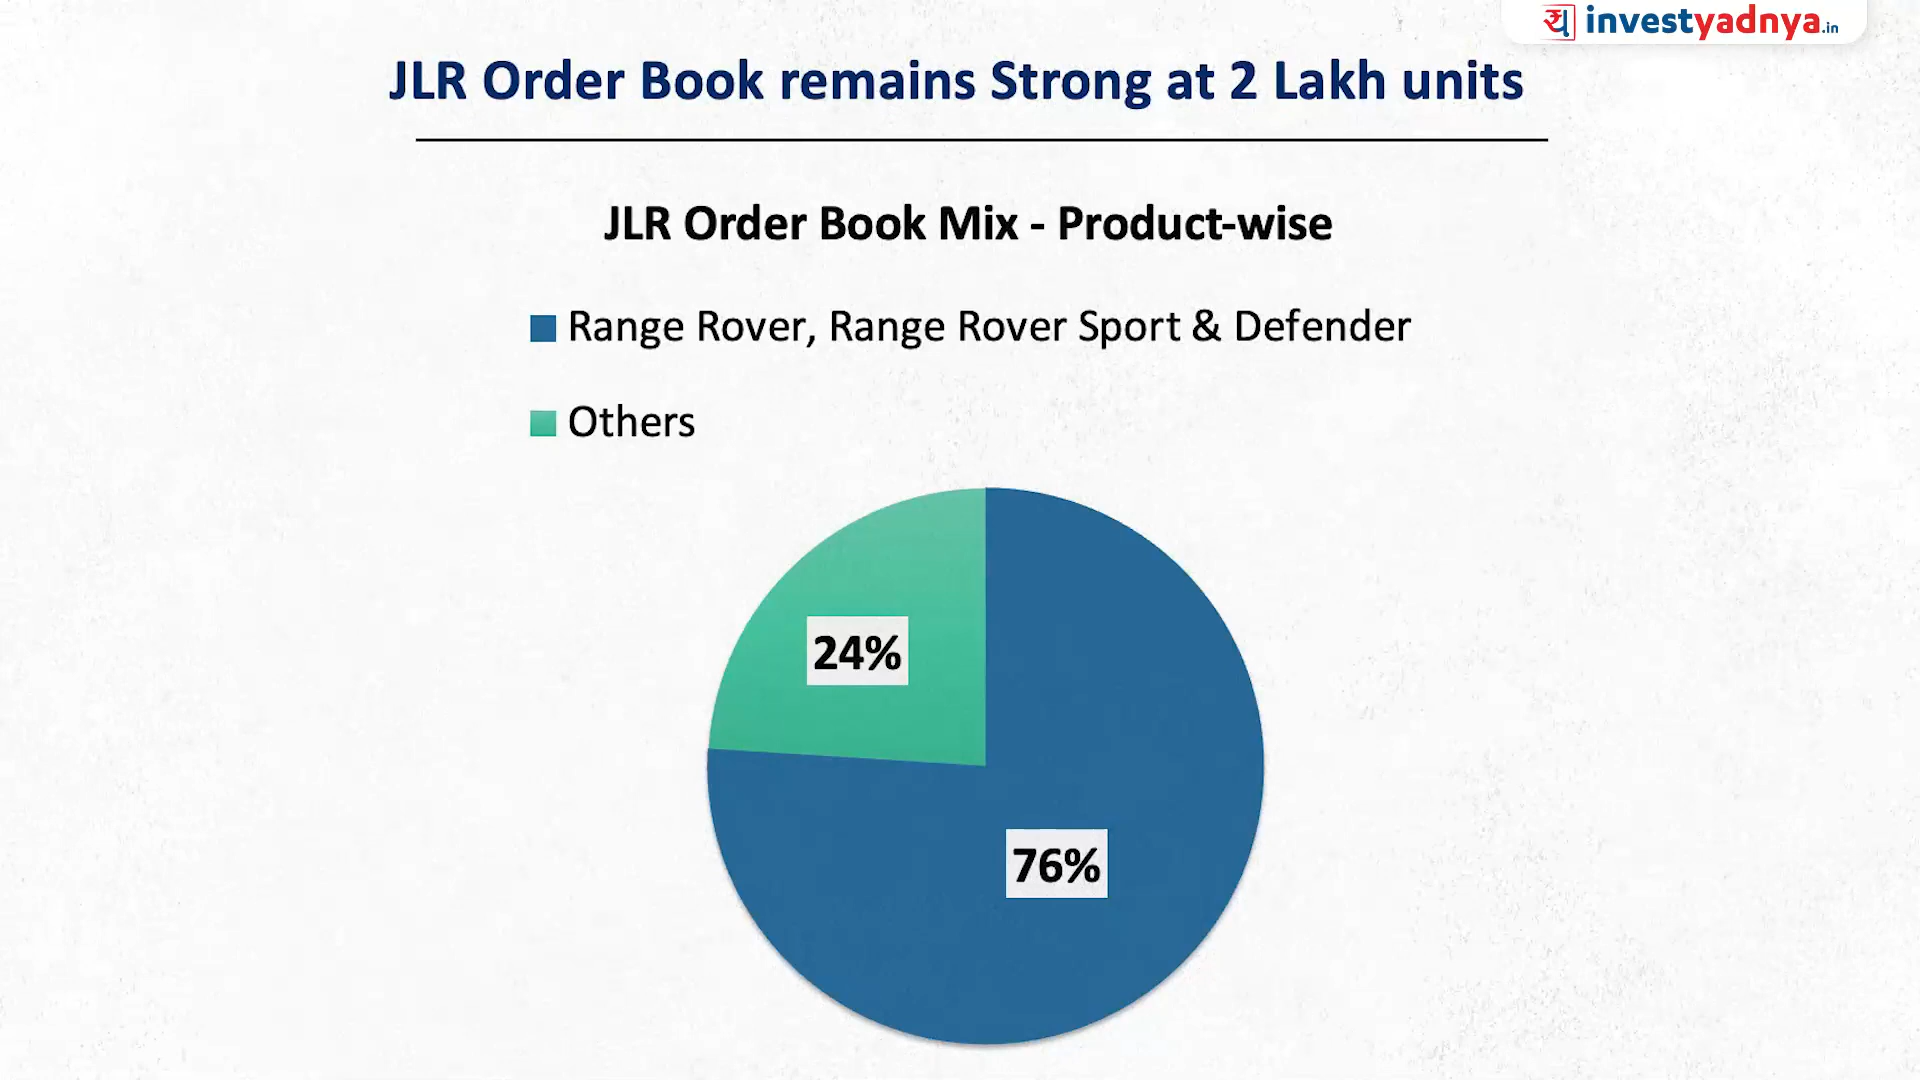 य investyadnya.in
JLR Order Book remains Strong at 2 Lakh units
JLR Order Book Mix - Product-wise
Range Rover, Range Rover Sport & Defender
Others
24%
76%